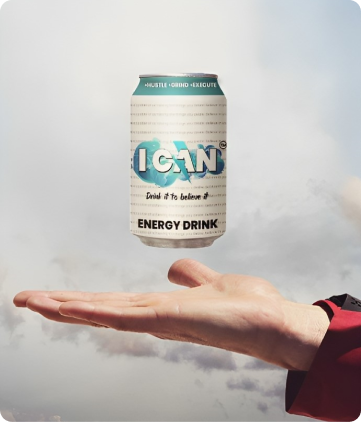 •HUSTLE •GRIND •EXECUTE
I CAN
Drink it to believe it
ENERGY DRINK